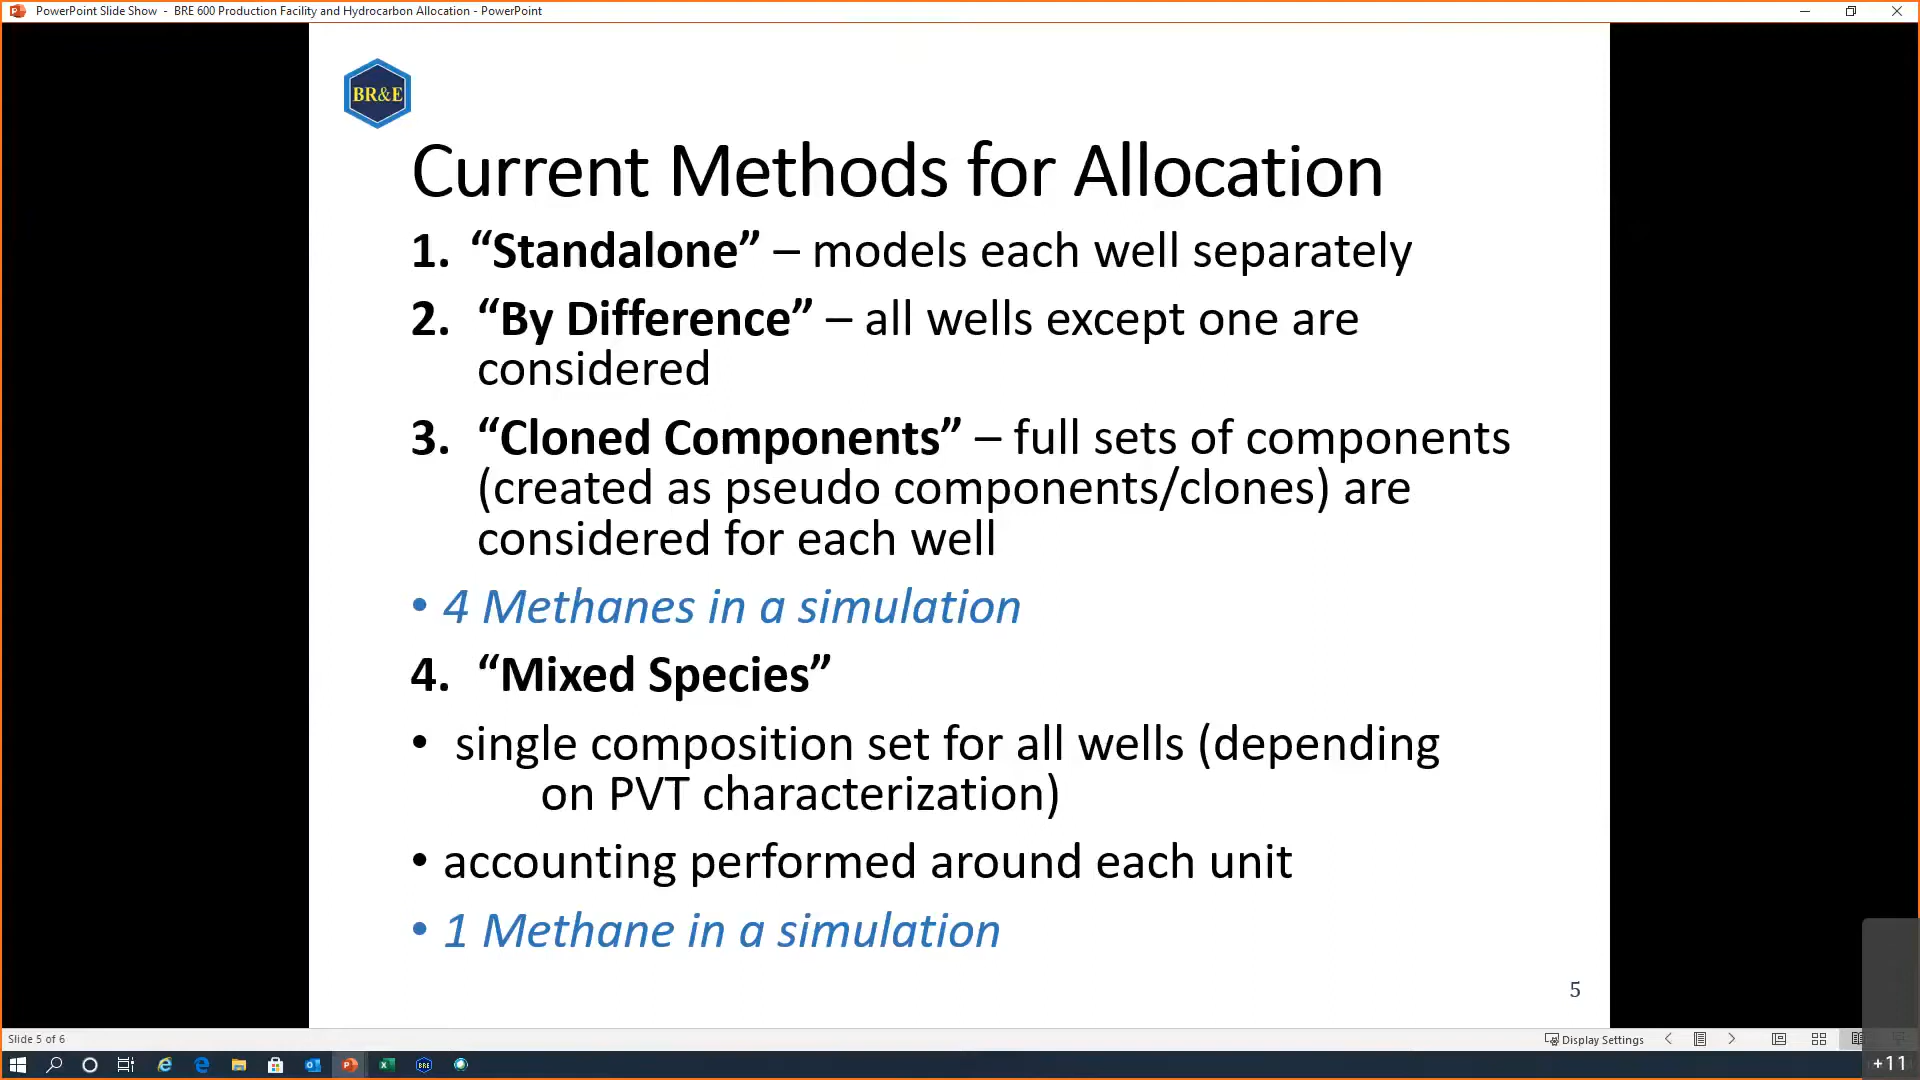 PowerPoint Slide Show - BRE 600 Production Facility and Hydrocarbon Allocation - PowerPoint
BR&E
Current Methods for Allocation
1. “Standalone” – models each well separately
2. “By Difference” – all wells except one are
considered
3. “Cloned Components” – full sets of components
(created as pseudo components/clones) are
considered for each well
• 4 Methanes in a simulation
4. “Mixed Species”
• single composition set for all wells (depending
on PVT characterization)
• accounting performed around each unit
• 1 Methane in a simulation
5
Slide 5 of 6
Display Settings
BRE
+11